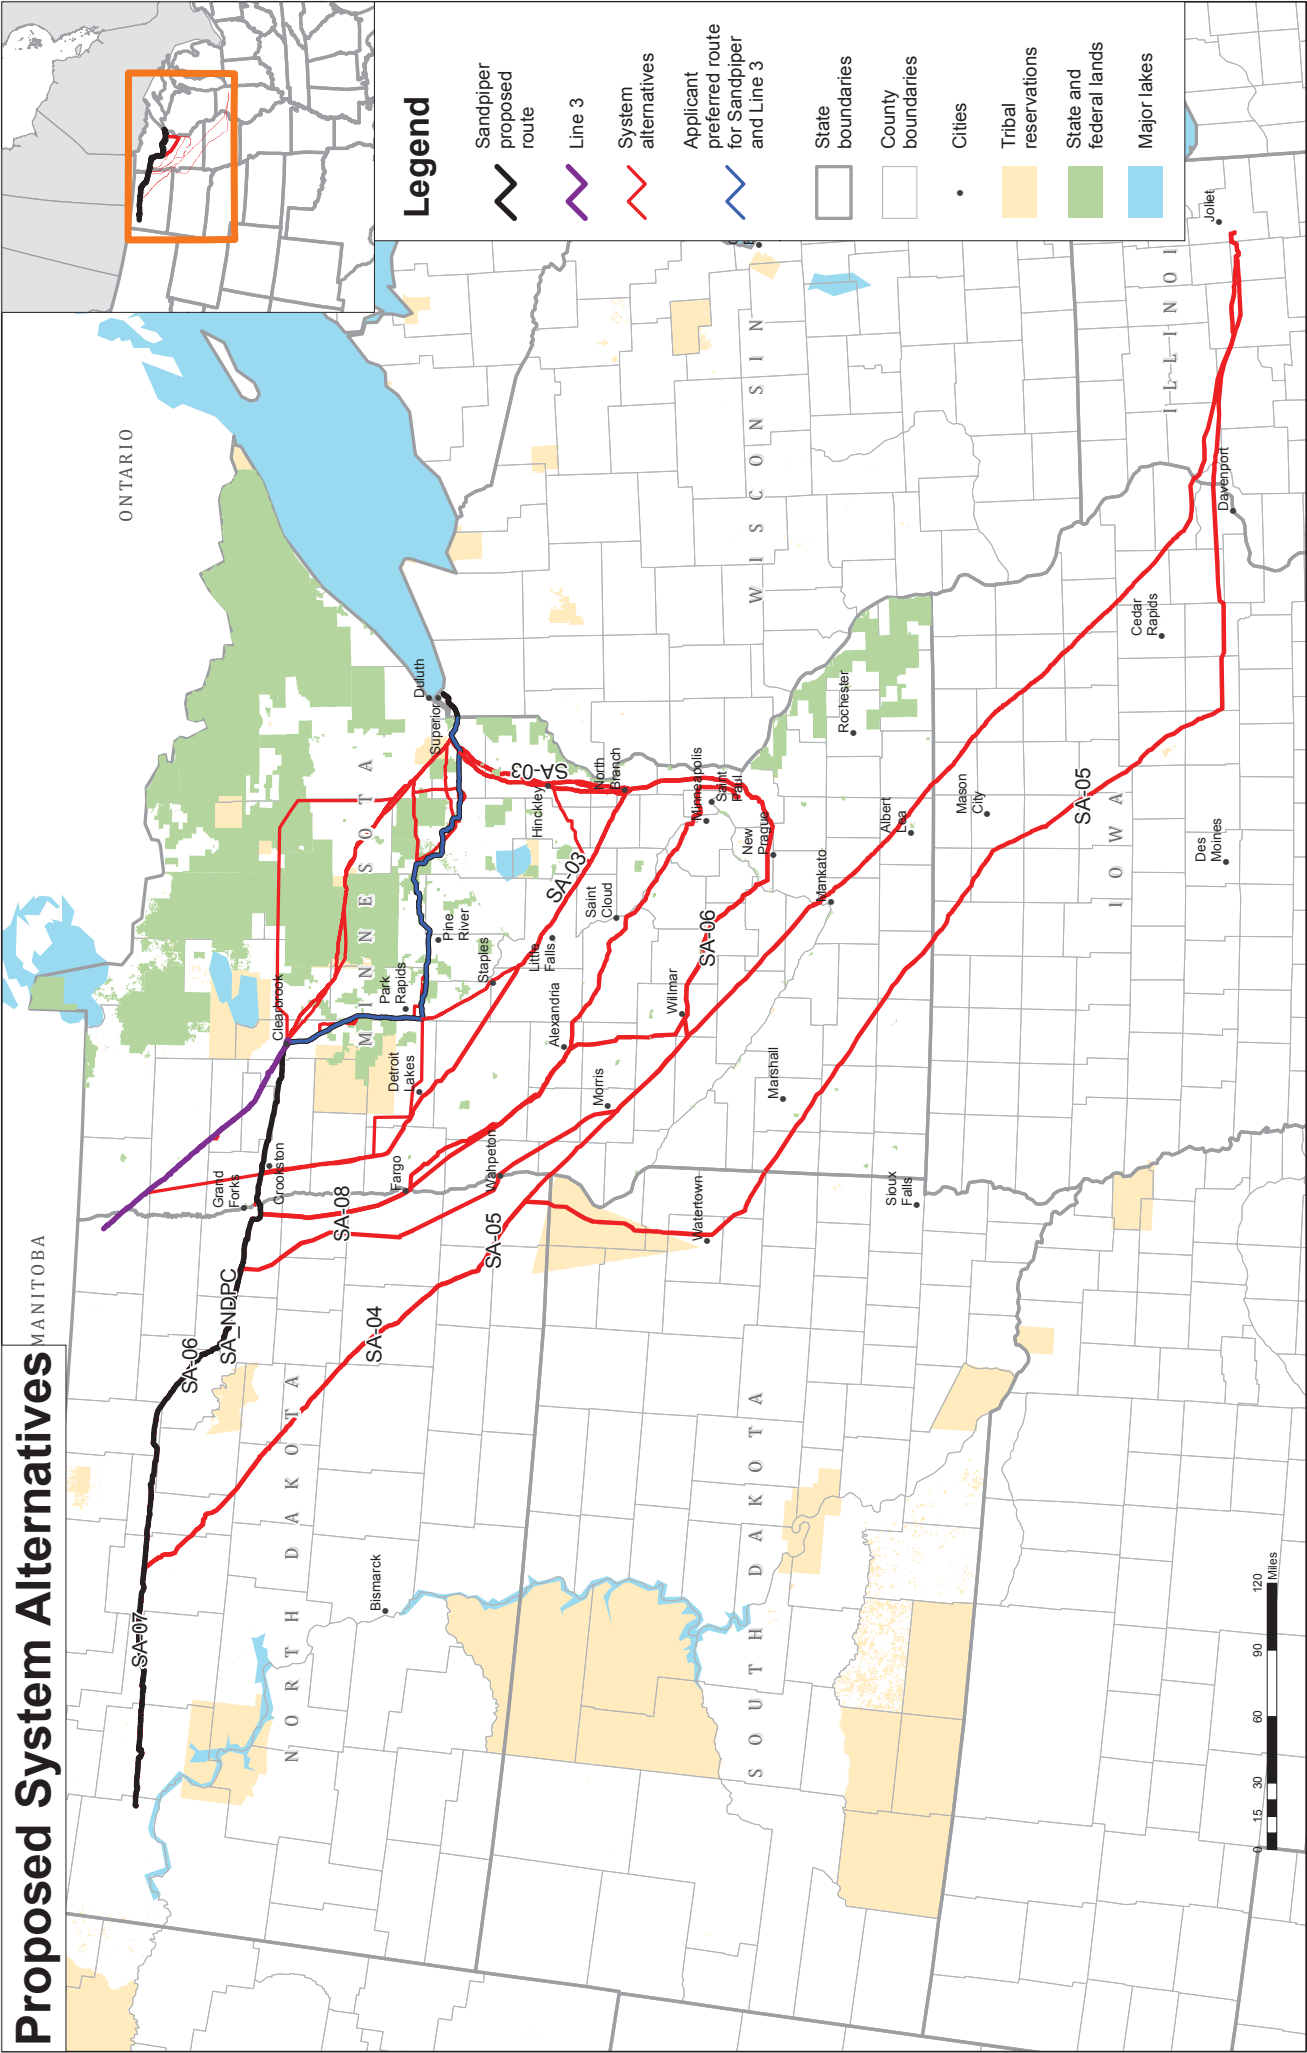 Proposed System Alternatives
MANITOBA
ONTARIO
NORTH DAKOTA
SOUTH DAKOTA
MINNESOTA
WISCONSIN
IOWA
ILLINOI
SA-07
SA-06
SA_NDPC
SA-04
SA-05
SA-08
SA-03
SA-03
SA-06
SA-05
Bismarck
Grand
Forks
Crookston
Fargo
Wahpeton
Watertown
Sioux
Falls
Clearbrook
Detroit
Lakes
Park
Rapids
Pine
River
Staples
Little
Falls
Alexandria
Morris
Marshall
Willmar
Saint
Cloud
Hinckley
North
Branch
Minneapolis
Saint
Paul
New
Prague
Mankato
Albert
Lea
Rochester
Duluth
Superior
Mason
City
Des
Moines
Cedar
Rapids
Davenport
Joliet
Legend
Sandpiper
proposed
route
Line 3
System
alternatives
Applicant
preferred route
for Sandpiper
and Line 3
State
boundaries
County
boundaries
Cities
Tribal
reservations
State and
federal lands
Major lakes
0 15 30 60 90 120
Miles